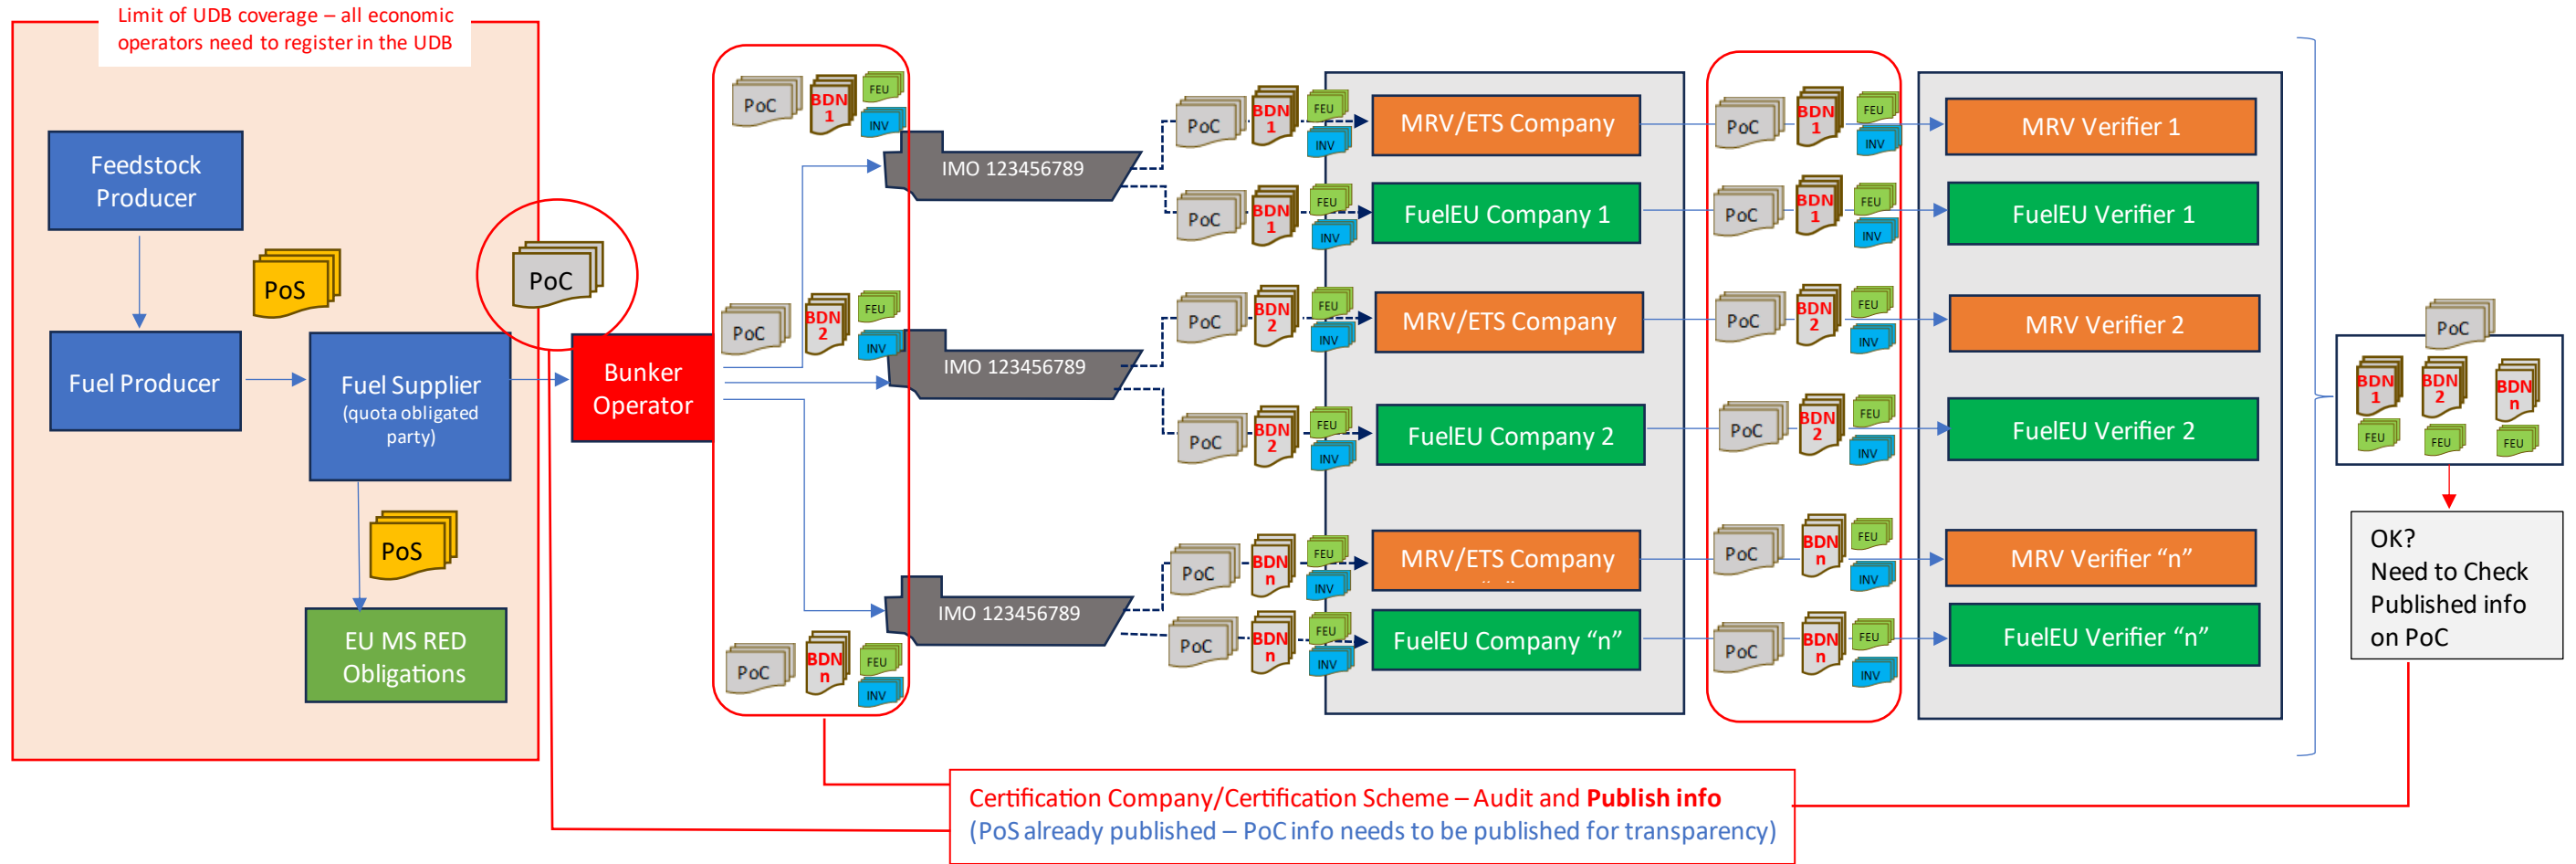 Limit of UDB coverage – all economic
operators need to register in the UDB
Feedstock
Producer
PoS
Fuel Producer
Fuel Supplier
(quota obligated
party)
PoS
EU MS RED
Obligations
PoC
Bunker
Operator
PoC
BDN
1
FEU
INV
PoC
BDN
2
FEU
INV
PoC
BDN
n
FEU
INV
IMO 123456789
IMO 123456789
IMO 123456789
PoC
BDN
1
FEU
INV
MRV/ETS Company
PoC
BDN
1
FEU
INV
MRV Verifier 1
PoC
BDN
1
FEU
INV
FuelEU Company 1
PoC
BDN
1
FEU
INV
FuelEU Verifier 1
PoC
BDN
2
FEU
INV
MRV/ETS Company
PoC
BDN
2
FEU
INV
MRV Verifier 2
PoC
BDN
2
FEU
INV
FuelEU Company 2
PoC
BDN
2
FEU
INV
FuelEU Verifier 2
PoC
BDN
n
FEU
INV
MRV/ETS Company
PoC
BDN
n
FEU
INV
MRV Verifier “n”
PoC
BDN
n
FEU
INV
FuelEU Company “n”
PoC
BDN
n
FEU
INV
FuelEU Verifier “n”
PoC
BDN
1
BDN
2
BDN
n
FEU
FEU
FEU
OK?
Need to Check
Published info
on PoC
Certification Company/Certification Scheme – Audit and Publish info
(PoS already published – PoC info needs to be published for transparency)